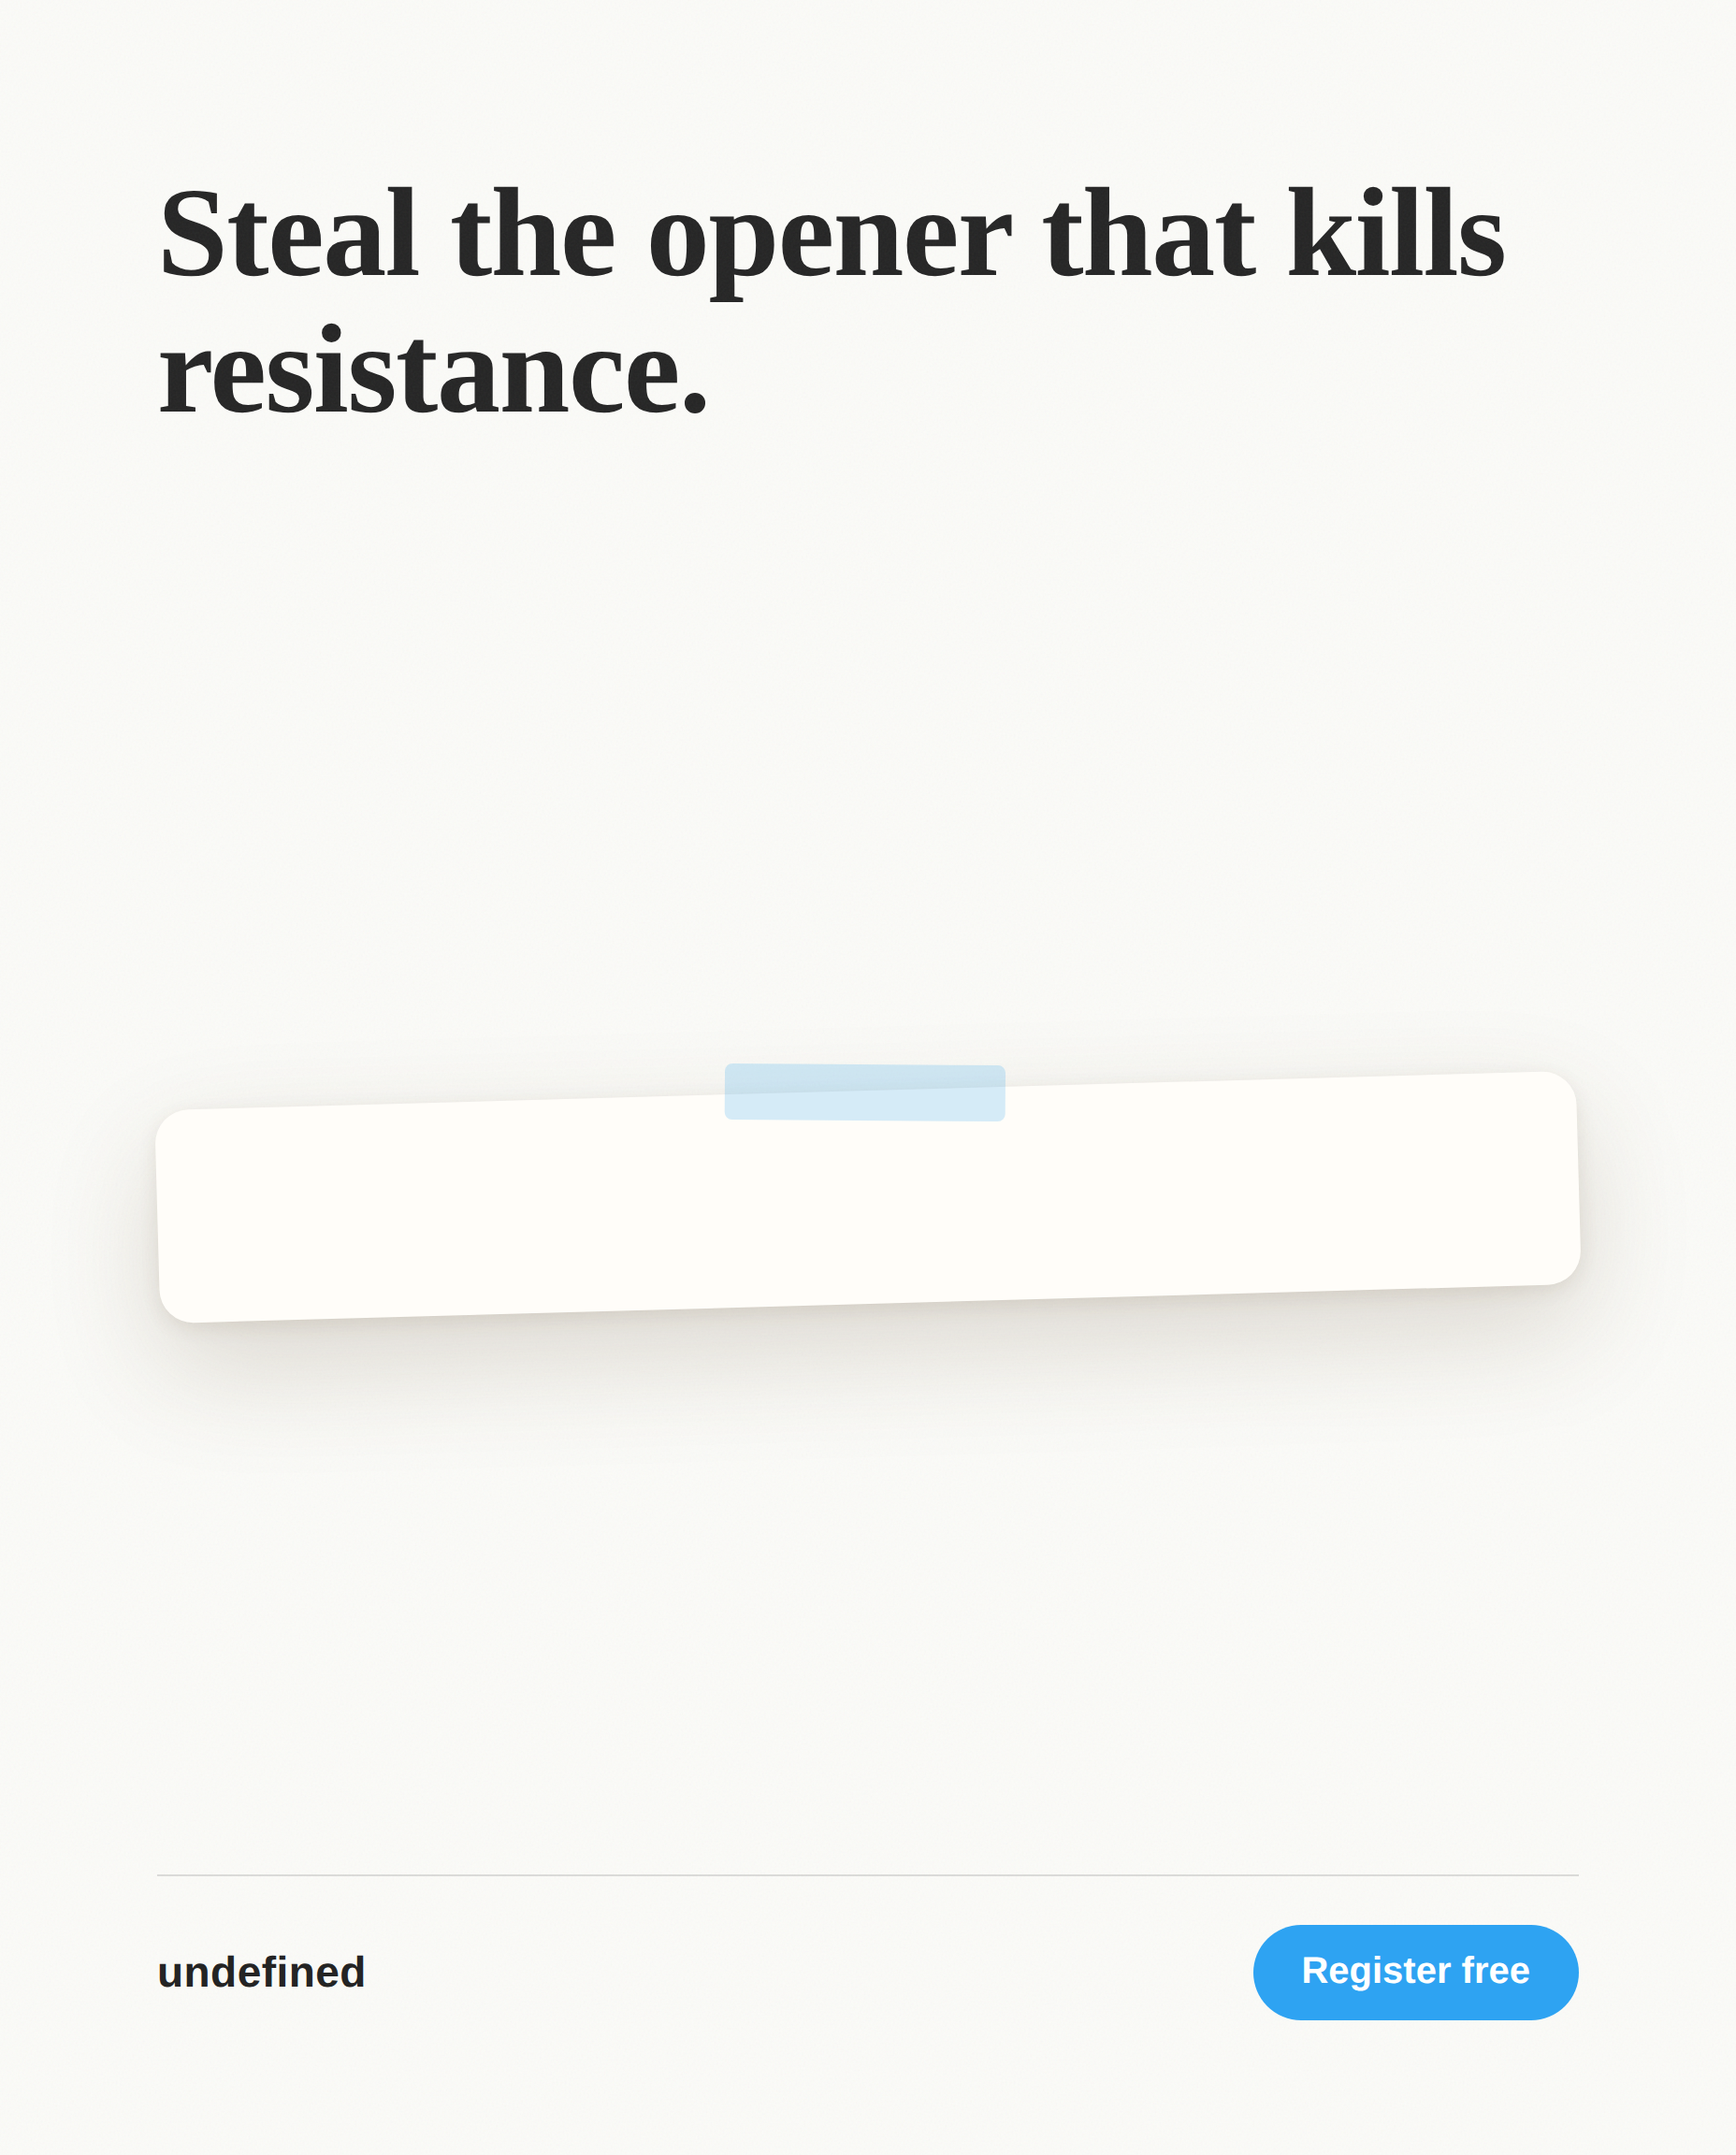 Steal the opener that kills
resistance.
undefined
Register free